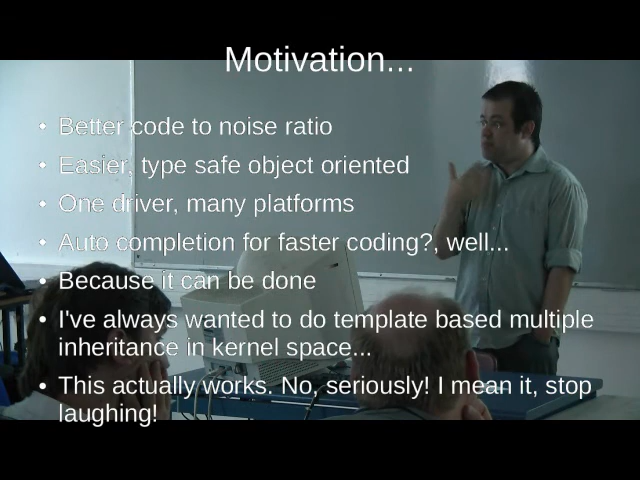 Motivation...
Better code to noise ratio
Easier, type safe object oriented
One driver, many platforms
Auto completion for faster coding?, well...
Because it can be done
I've always wanted to do template based multiple
inheritance in kernel space...
This actually works. No, seriously! I mean it, stop
laughing!